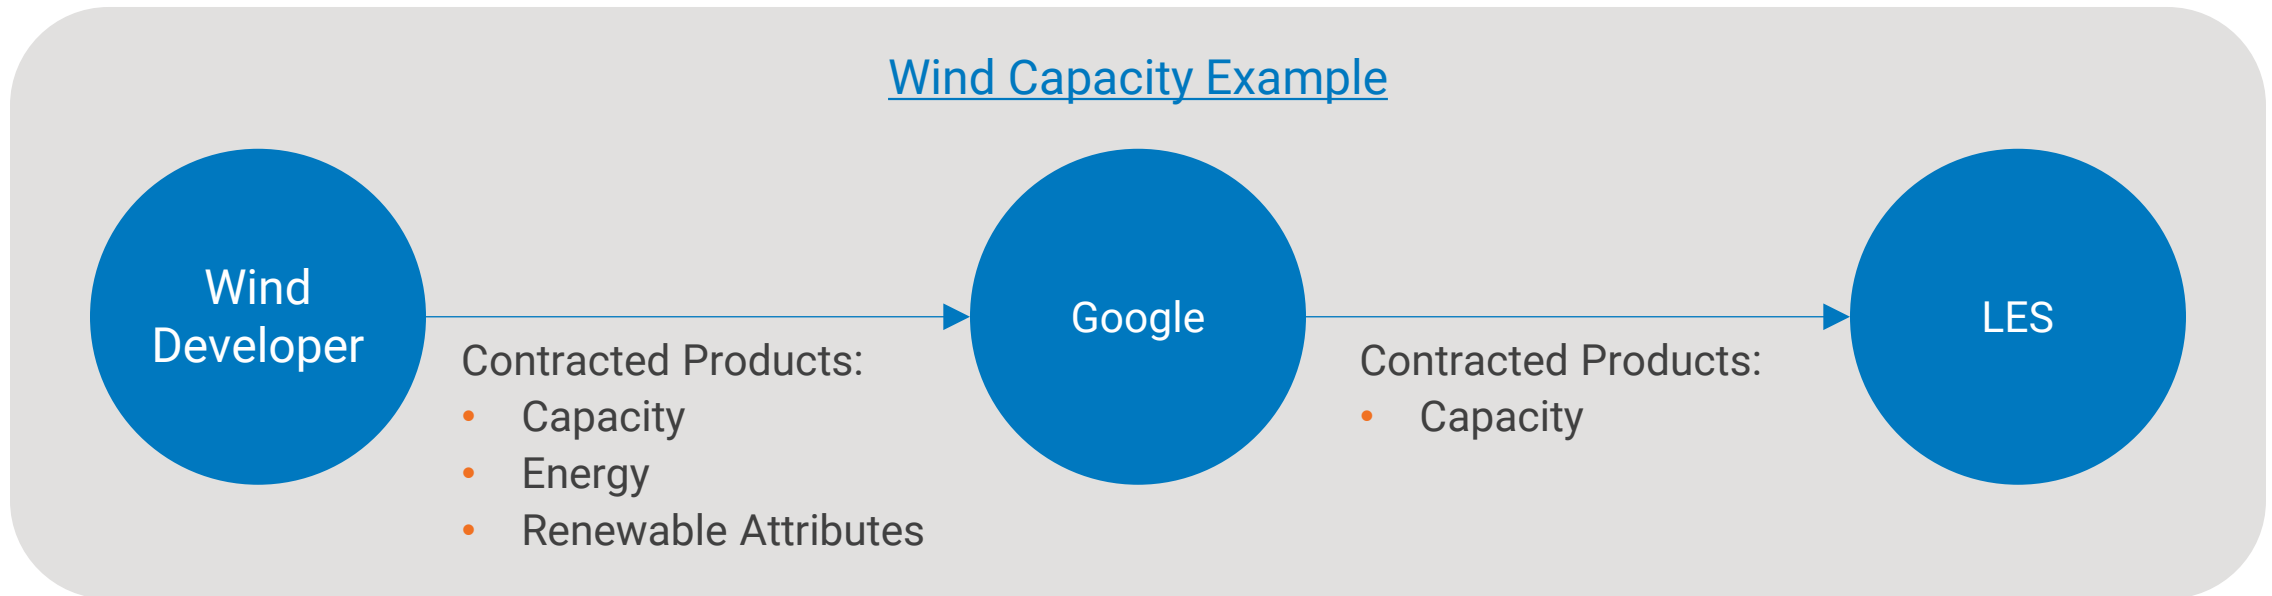 Wind Capacity Example
Wind
Developer
Contracted Products:
• Capacity
• Energy
• Renewable Attributes
Google
Contracted Products:
• Capacity
LES